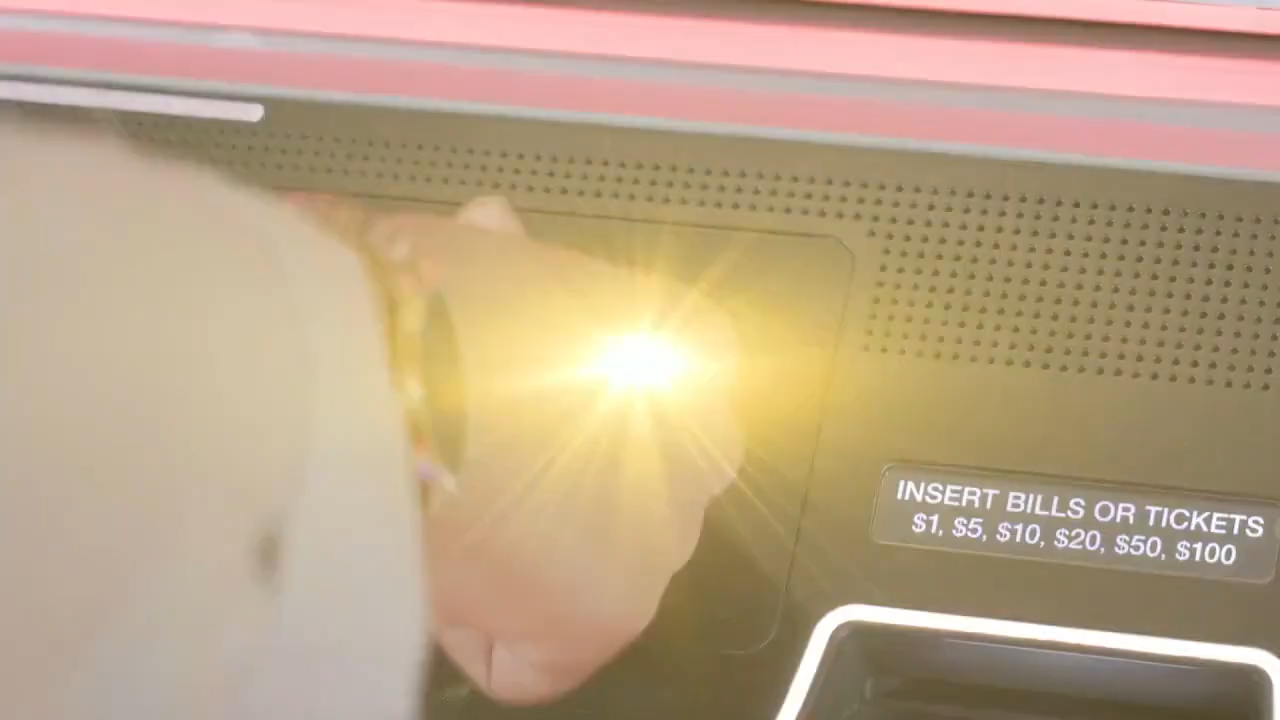 INSERT BILLS OR TICKETS
$1, $5, $10, $20, $50, $100